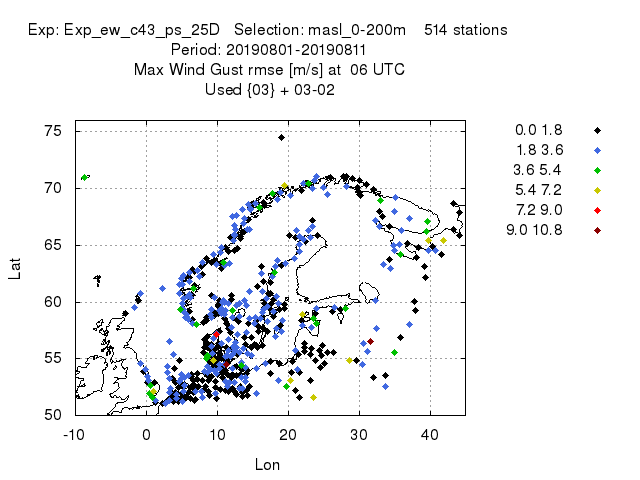 Exp: Exp_ew_c43_ps_25D Selection: masl_0-200m 514 stations
Period: 20190801-20190811
Max Wind Gust rmse [m/s] at 06 UTC
Used {03} + 03-02
75
70
65
60
55
50
Lat
-10 0 10 20 30 40
Lon
0.0 1.8
1.8 3.6
3.6 5.4
5.4 7.2
7.2 9.0
9.0 10.8